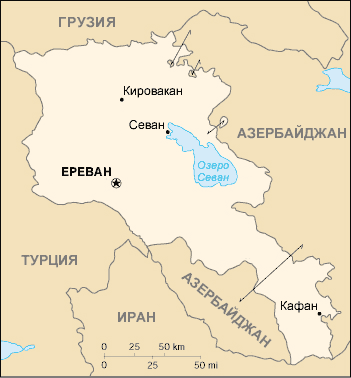 ГРУЗИЯ
Кировакан
Севан
АЗЕРБАЙДЖАН
Озеро
Севан
ЕРЕВАН
ТУРЦИЯ
АЗЕРБАЙДЖАН
ИРАН
Кафан
0 25 50 km
0 25 50 mi